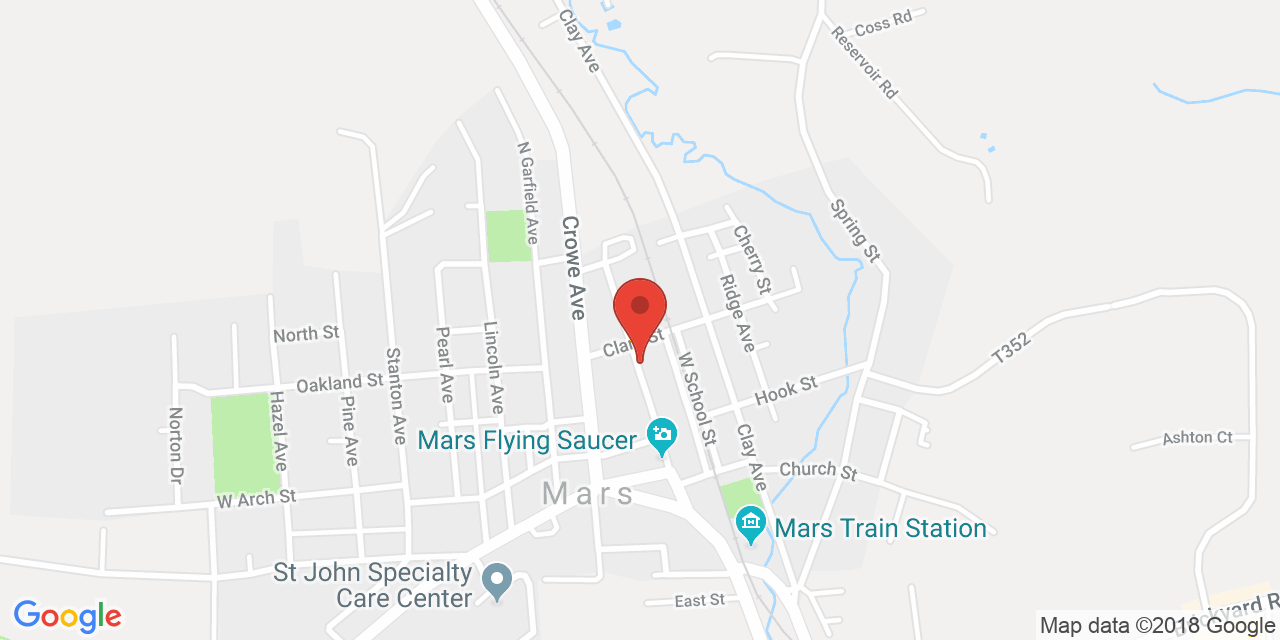 Clay Ave
Coss Rd
Reservoir Rd
N Garfield Ave
Spring St
Crowe Ave
Cherry St
Ridge Ave
North St
Clark St
T352
Pearl Ave
Lincoln Ave
Stanton Ave
Oakland St
W School St
Hook St
Norton Dr
Hazel Ave
Pine Ave
Mars Flying Saucer
Clay Ave
Ashton Ct
Church St
W Arch St
Mars
Mars Train Station
St John Specialty
Care Center
East St
Google
Map data ©2018 Google